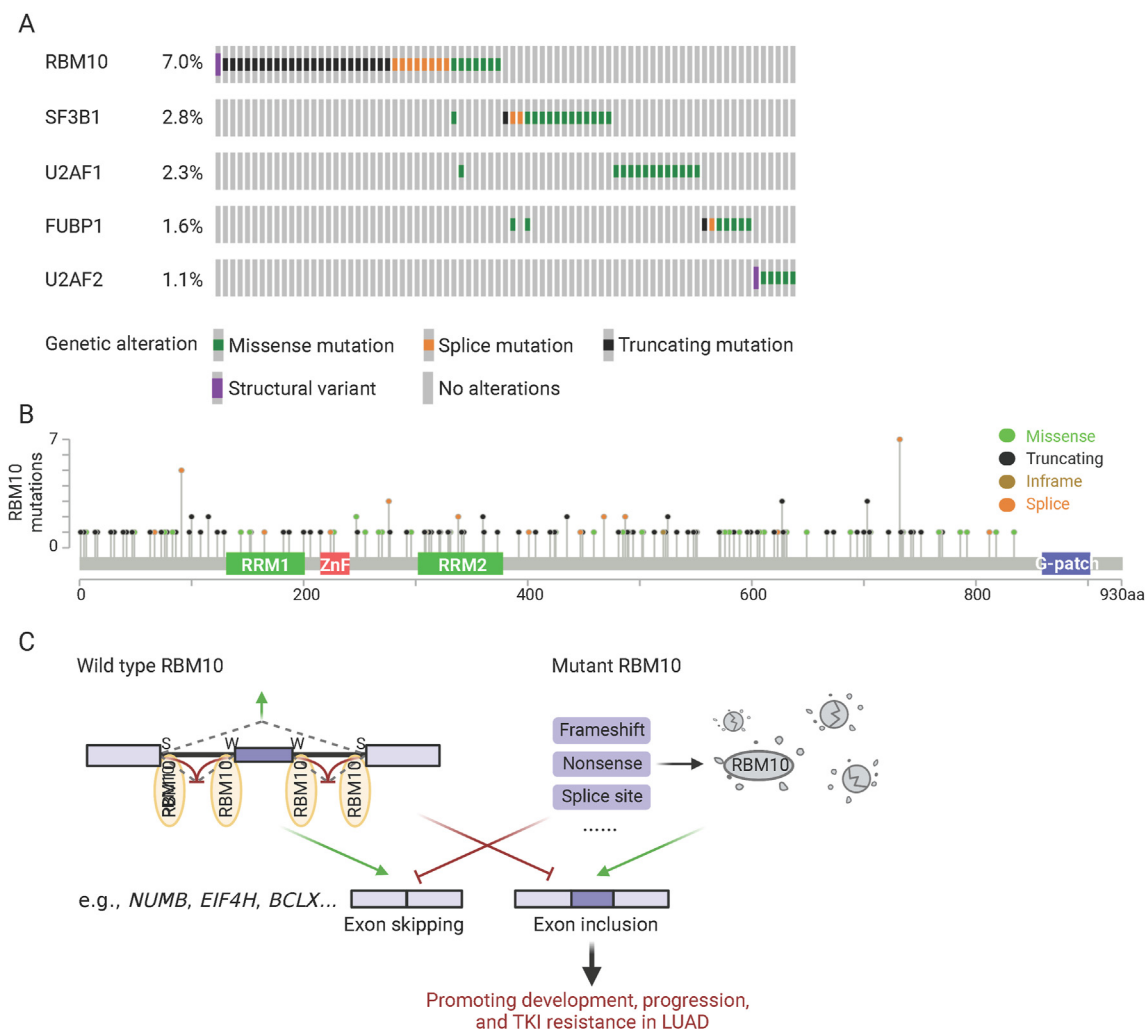 A
RBM10 7.0%
SF3B1 2.8%
U2AF1 2.3%
FUBP1 1.6%
U2AF2 1.1%
Genetic alteration Missense mutation Splice mutation Truncating mutation
Structural variant No alterations
B
7
0
RBM10
mutations
Missense
Truncating
Inframe
Splice
RRM1 ZnF RRM2 G-patch
0 200 400 600 800 930aa
C
Wild type RBM10 Mutant RBM10
S W W S
RBM10 RBM10 RBM10 RBM10
Frameshift
Nonsense
Splice site
......
RBM10
e.g., NUMB, EIF4H, BCLX...
Exon skipping Exon inclusion
Promoting development, progression,
and TKI resistance in LUAD